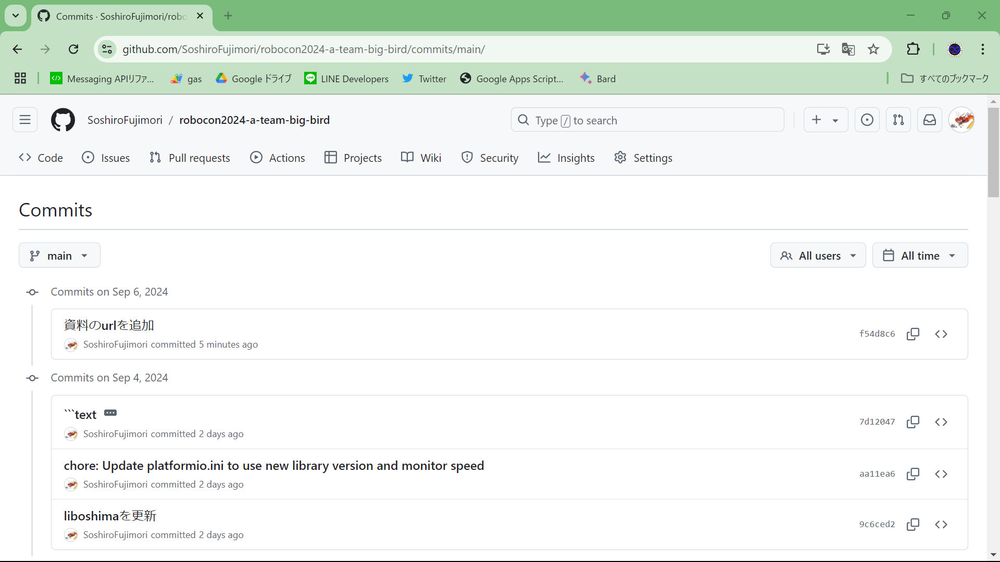 Commits · SoshiroFujimori/robo
github.com/SoshiroFujimori/robocon2024-a-team-big-bird/commits/main/
Messaging APIリファ... gas Google ドライブ LINE Developers Twitter Google Apps Script... Bard すべてのブックマーク
SoshiroFujimori / robocon2024-a-team-big-bird Type / to search
Code Issues Pull requests Actions Projects Wiki Security Insights Settings
Commits
main All users All time
Commits on Sep 6, 2024
資料のurlを追加
SoshiroFujimori committed 5 minutes ago f54d8c6
Commits on Sep 4, 2024
```text
SoshiroFujimori committed 2 days ago 7d12047
chore: Update platformio.ini to use new library version and monitor speed
SoshiroFujimori committed 2 days ago aa11ea6
liboshimaを更新
SoshiroFujimori committed 2 days ago 9c6ced2